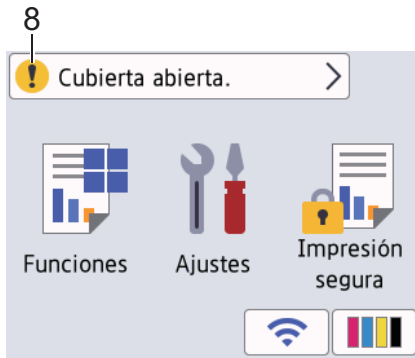 8
Cubierta abierta.
Funciones
Ajustes
Impresión
segura